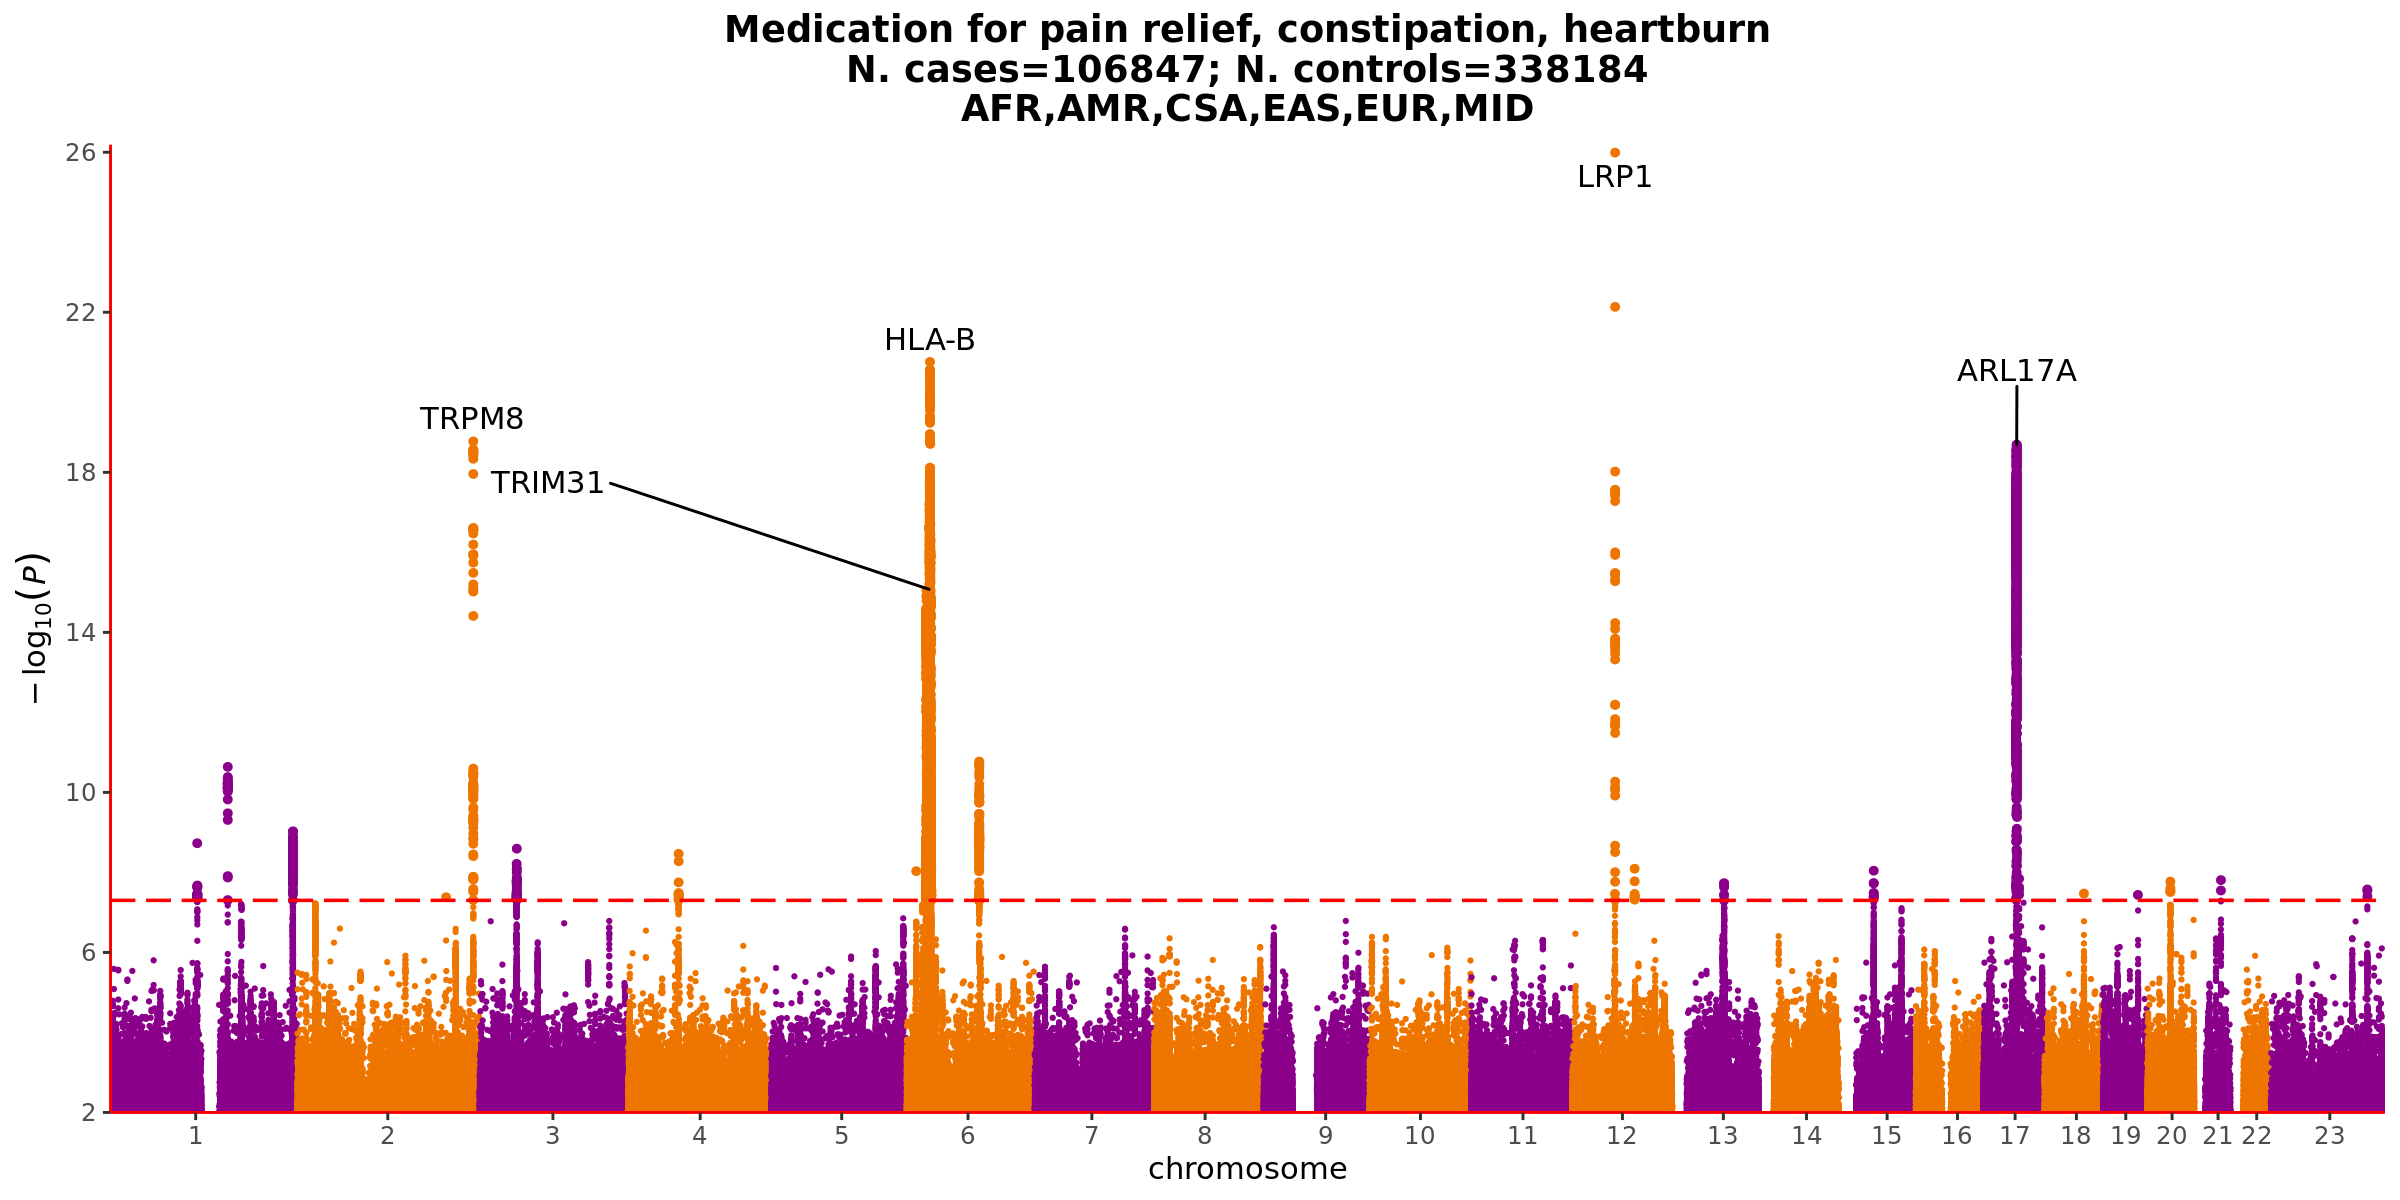 Medication for pain relief, constipation, heartburn
N. cases=106847; N. controls=338184
AFR,AMR,CSA,EAS,EUR,MID
26
LRP1
22
HLA-B
ARL17A
TRPM8
18
TRIM31
−log10(P)
14
10
6
2
1 2 3 4 5 6 7 8 9 10 11 12 13 14 15 16 17 18 19 20 21 22 23
chromosome